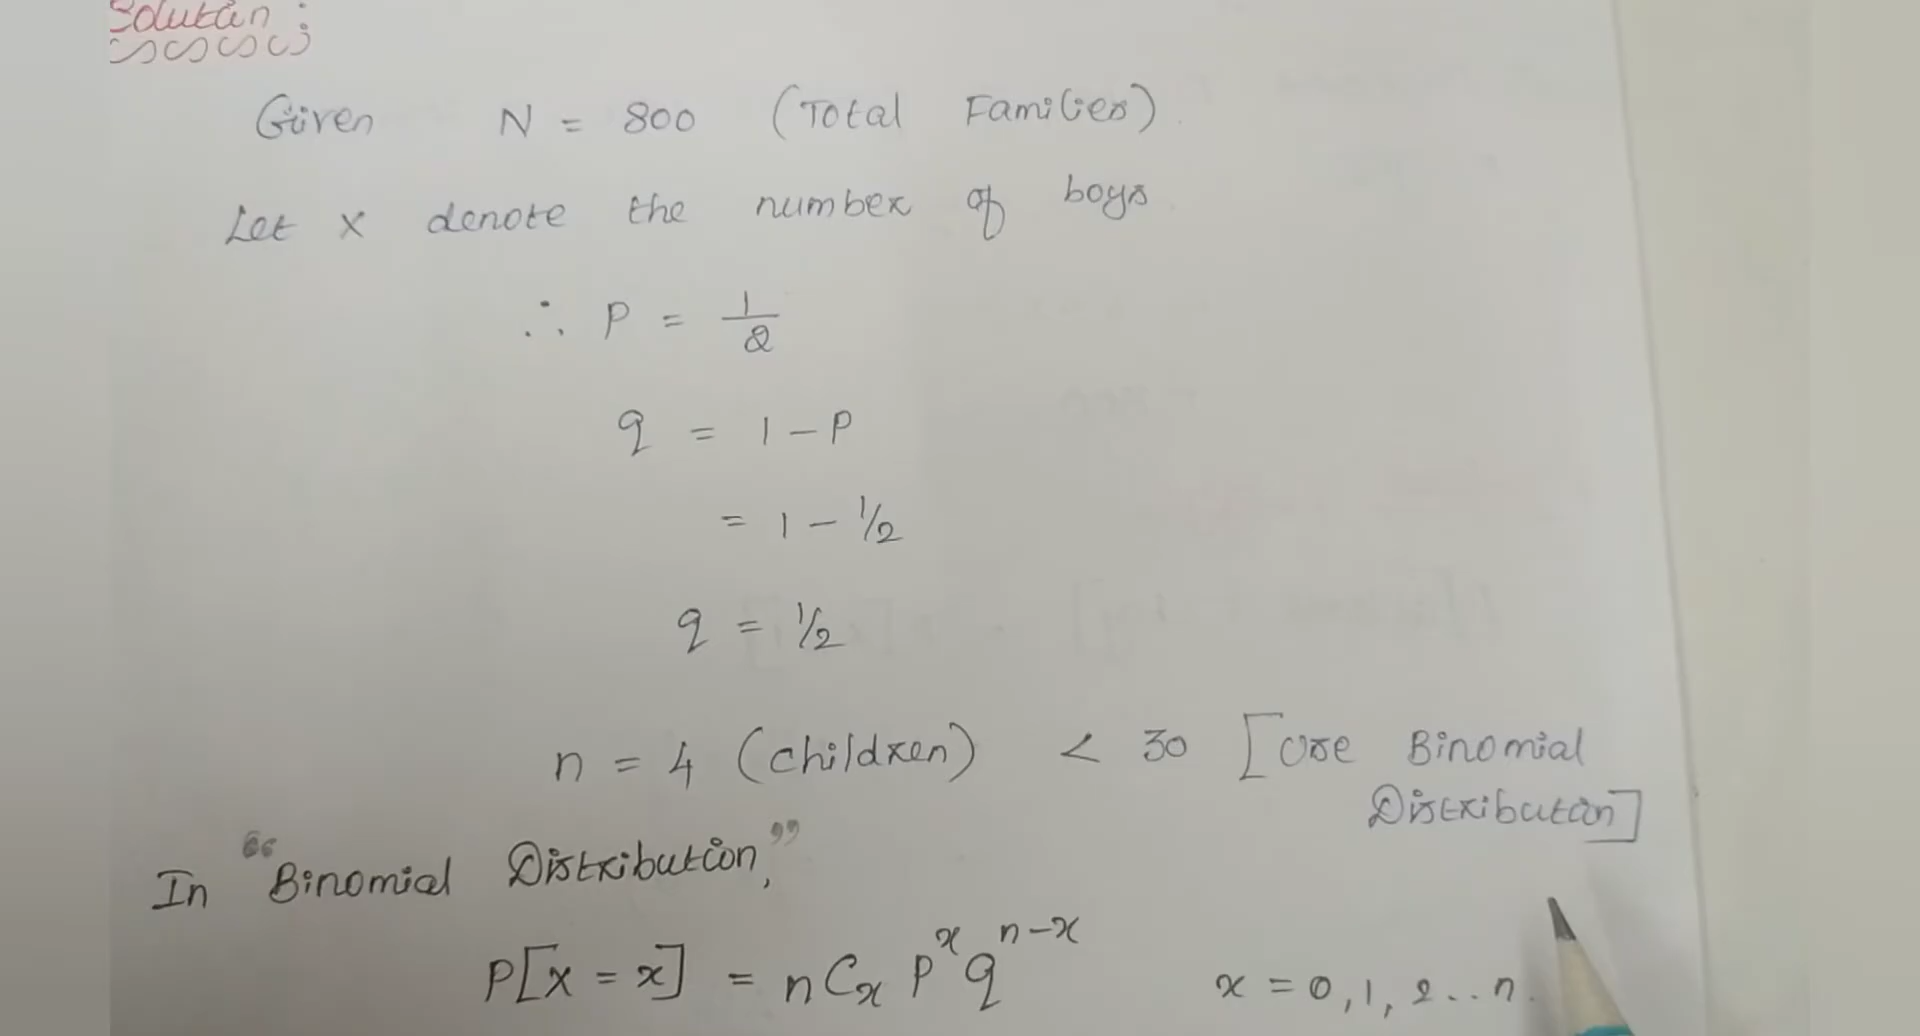 Solution :
Given N = 800 (Total Families)
Let X denote the number of boys
∴ P = 1/2
q = 1 - P
= 1 - 1/2
q = 1/2
n = 4 (children) < 30 [Use Binomial
Distribution]
In "Binomial Distribution,"
P[X = x] = nCx p^x q^n-x x = 0, 1, 2 .. n.